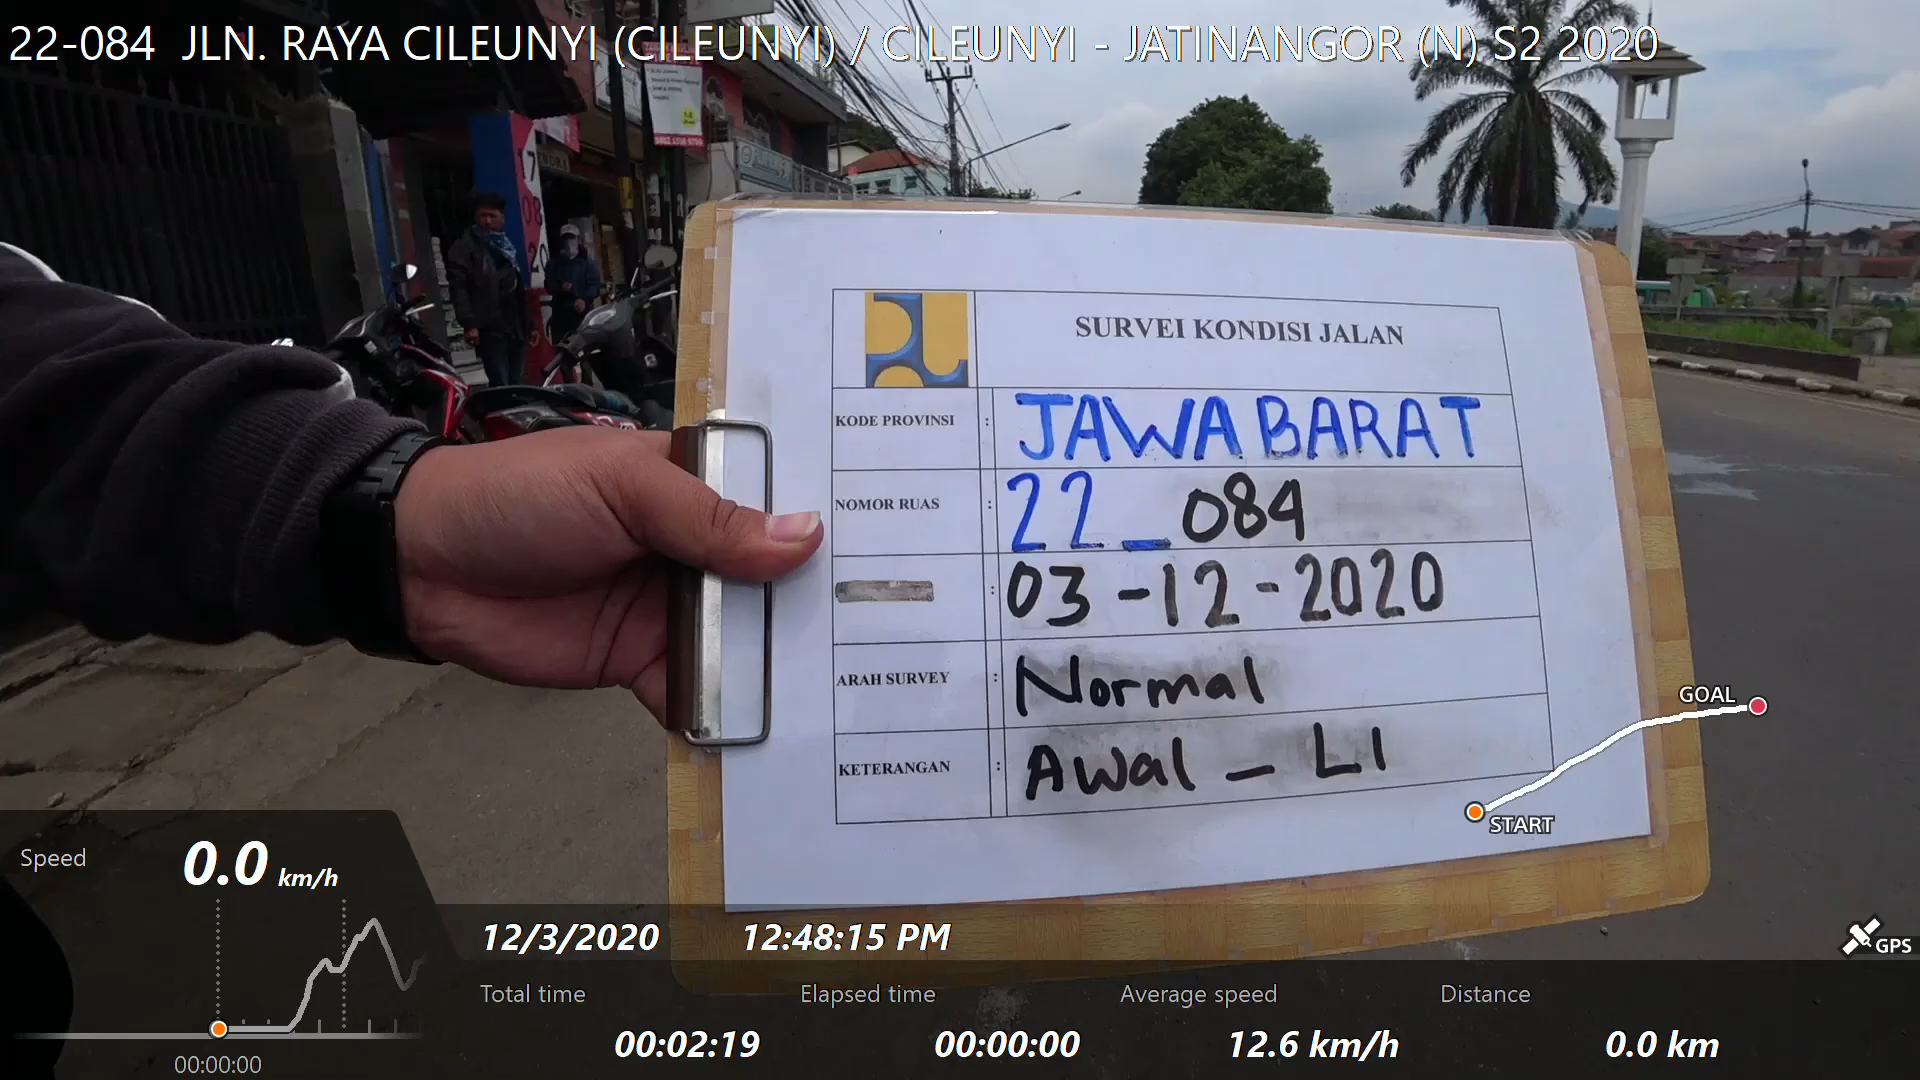 22-084 JLN. RAYA CILEUNYI (CILEUNYI) / CILEUNYI - JATINANGOR (N) S2 2020
17
08
20
SURVEI KONDISI JALAN
KODE PROVINSI : JAWA BARAT
NOMOR RUAS : 22_084
: 03-12-2020
ARAH SURVEY : Normal
KETERANGAN : Awal - L1
GOAL
START
Speed 0.0 km/h
00:00:00
12/3/2020 12:48:15 PM
GPS
Total time Elapsed time Average speed Distance
00:02:19 00:00:00 12.6 km/h 0.0 km